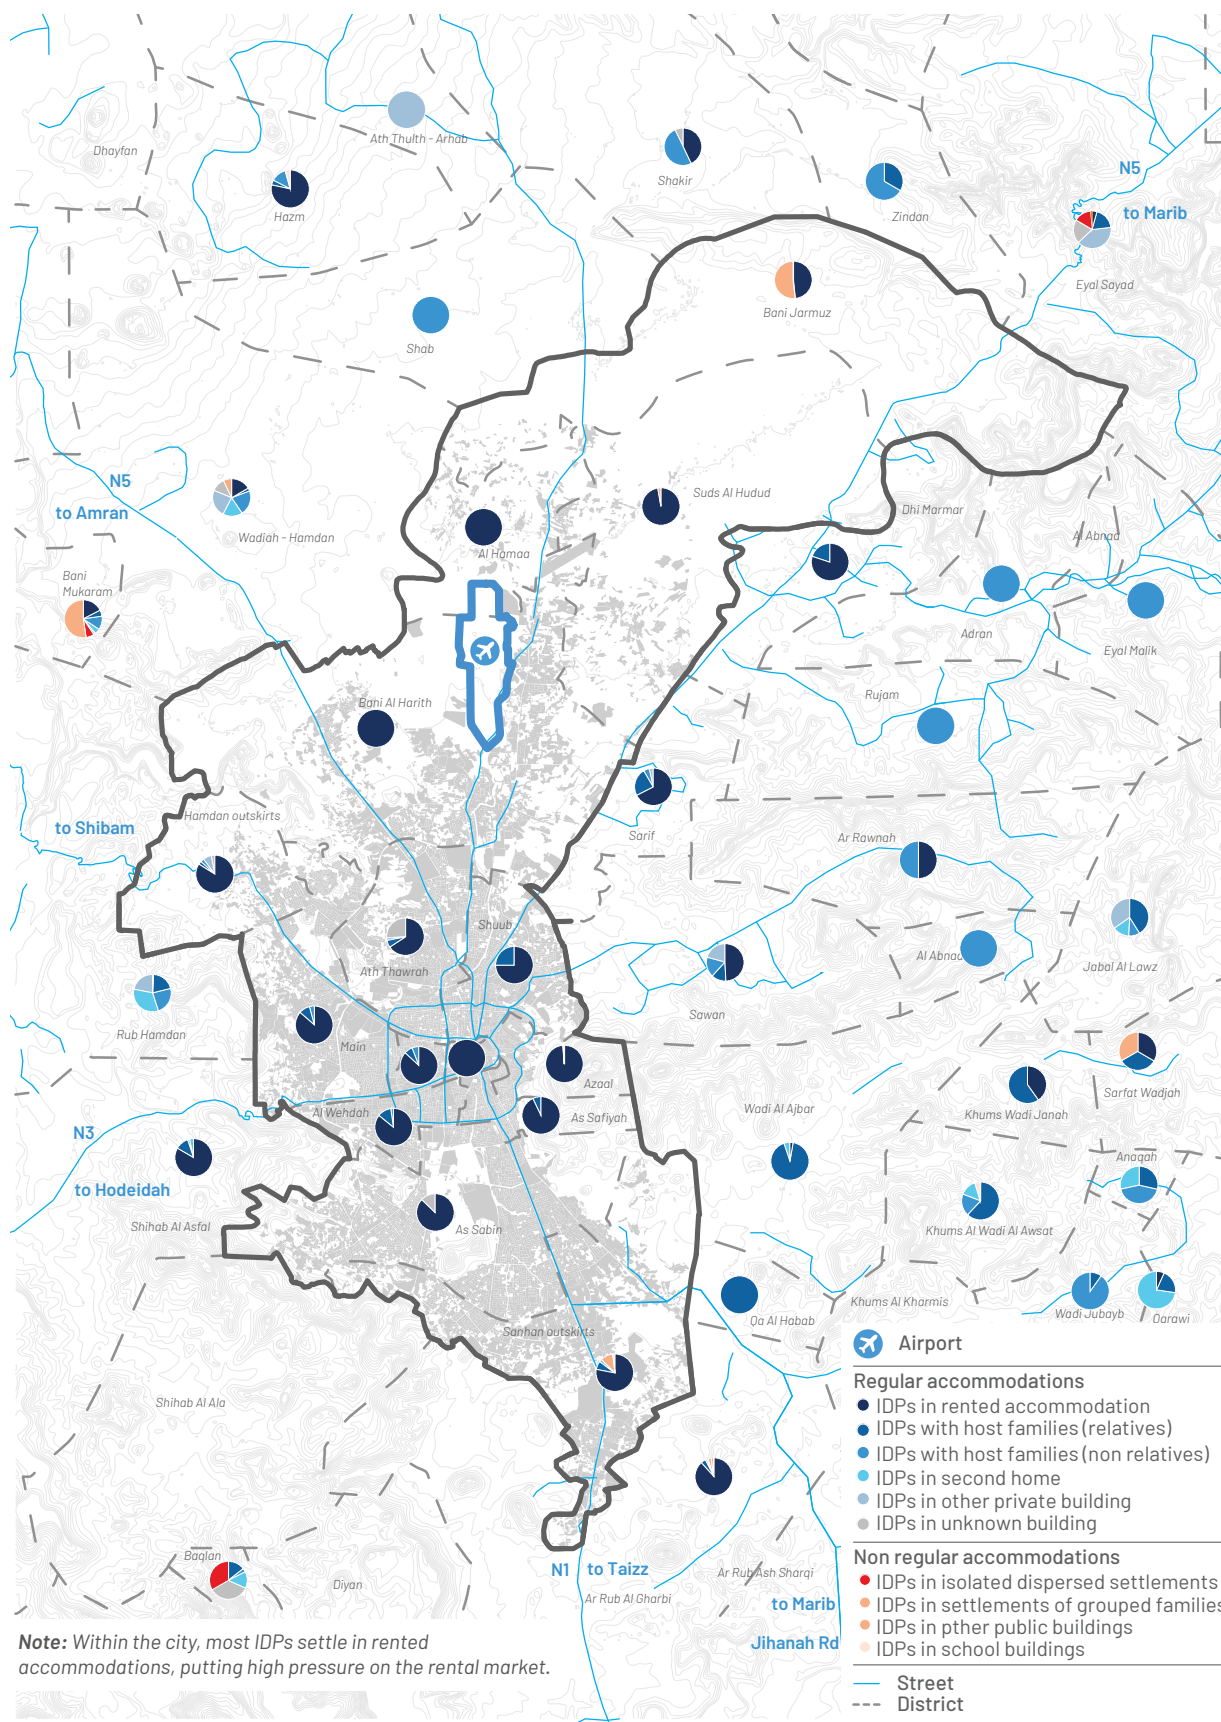 Ath Thulth - Arhab
Dhayfan
Shakir
N5
Hazm
Zindan
to Marib
Eyal Sayad
Bani Jarmuz
Shab
N5
Suds Al Hudud
to Amran
Dhi Marmar
Wadiah - Hamdan
Al Abnad
Al Hamaa
Bani
Mukaram
Adran
Eyal Malik
Rujam
Bani Al Harith
Hamdan outskirts
to Shibam
Sarif
Ar Rawnah
Shuub
Ath Thawrah
Al Abnad
Jabal Al Lawz
Sawan
Rub Hamdan
Main
Azaal
Sarfat Wadjah
Al Wehdah
As Safiyah
Wadi Al Ajbar
Khums Wadi Janah
N3
Anaqah
to Hodeidah
Shihab Al Asfal
As Sabin
Khums Al Wadi Al Awsat
Khums Al Kharmis
Wadi Jubayb
Qarawi
Qa Al Habab
Sanhan outskirts
Shihab Al Ala
Airport
Regular accommodations
IDPs in rented accommodation
IDPs with host families (relatives)
IDPs with host families (non relatives)
IDPs in second home
IDPs in other private building
IDPs in unknown building
Non regular accommodations
IDPs in isolated dispersed settlements
IDPs in settlements of grouped families
IDPs in pther public buildings
IDPs in school buildings
Street
District
Baqlan
Diyan
N1
to Taizz
Ar Rub Al Gharbi
Ar Rub Ash Sharqi
to Marib
Jihanah Rd
Note: Within the city, most IDPs settle in rented
accommodations, putting high pressure on the rental market.